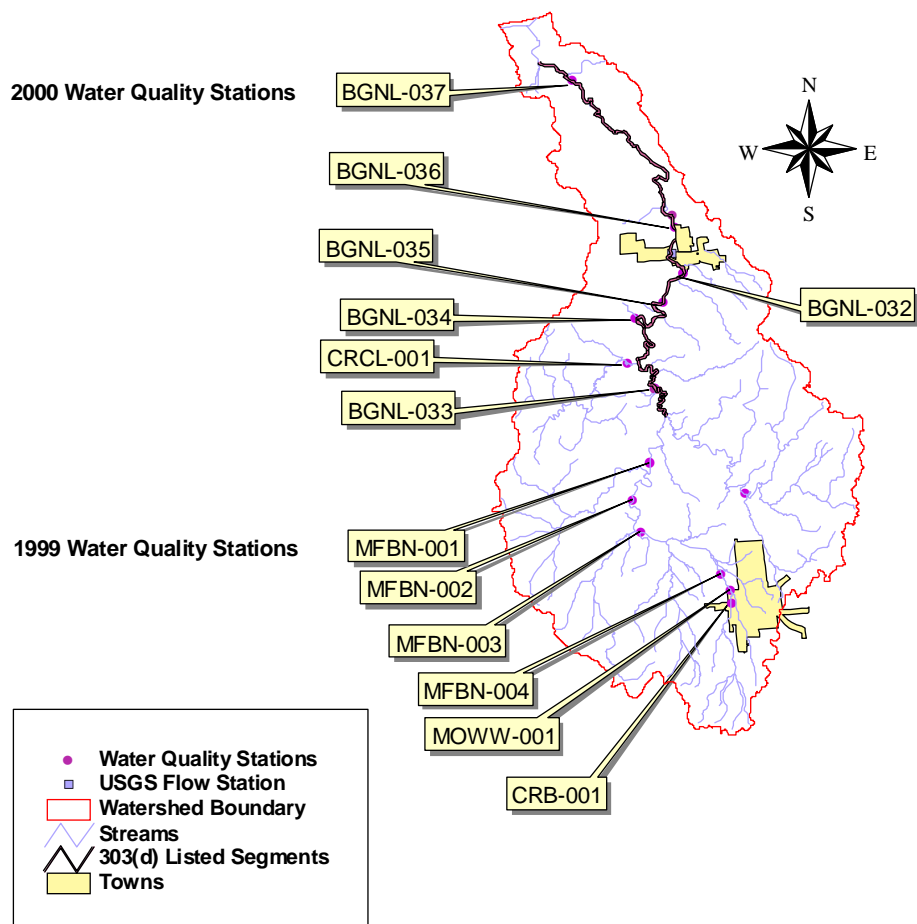 2000 Water Quality Stations
BGNL-037
N
W
E
S
BGNL-036
BGNL-035
BGNL-032
BGNL-034
CRCL-001
BGNL-033
1999 Water Quality Stations
MFBN-001
MFBN-002
MFBN-003
MFBN-004
MOWW-001
CRB-001
Water Quality Stations
USGS Flow Station
Watershed Boundary
Streams
303(d) Listed Segments
Towns